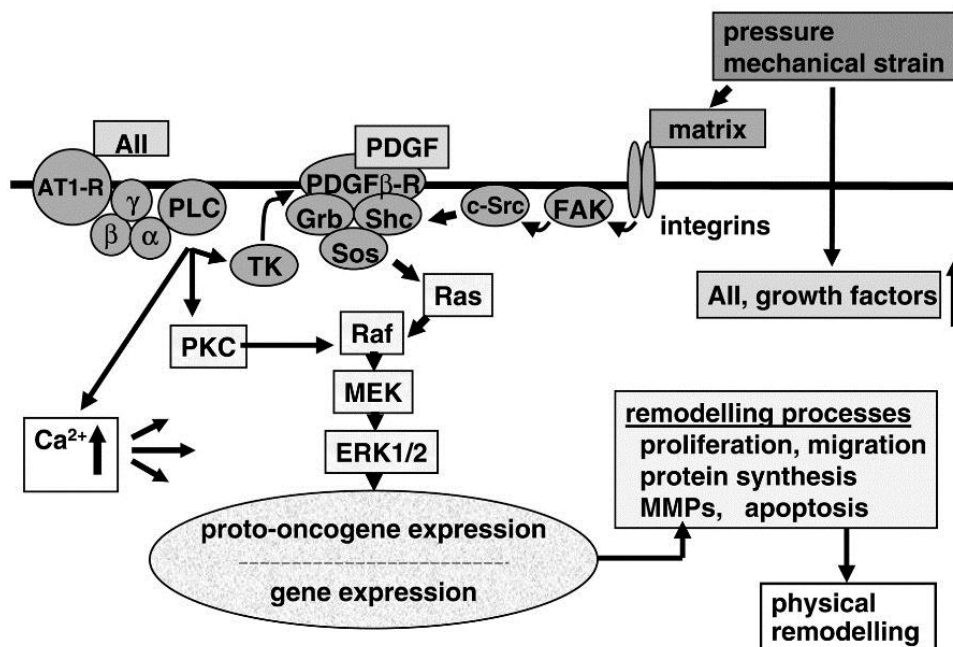 pressure
mechanical strain
matrix
AII
PDGF
AT1-R
γ
PLC
β
α
PDGFβ-R
Grb
Shc
Sos
c-Src
FAK
integrins
TK
Ras
AII, growth factors
PKC
Raf
MEK
ERK1/2
Ca²⁺
remodelling processes
proliferation, migration
protein synthesis
MMPs, apoptosis
proto-oncogene expression
gene expression
physical
remodelling